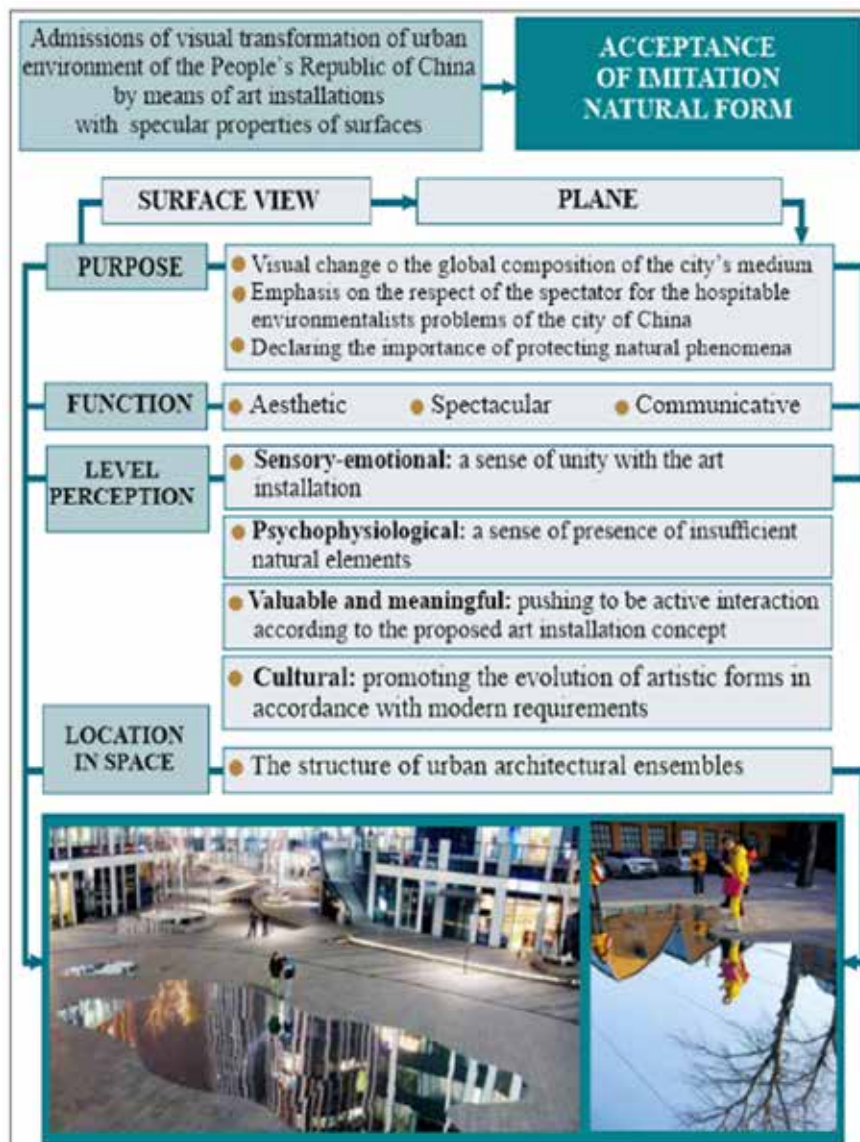 Admissions of visual transformation of urban
environment of the People`s Republic of China
by means of art installations
with specular properties of surfaces
ACCEPTANCE
OF IMITATION
NATURAL FORM
SURFACE VIEW
PLANE
PURPOSE
Visual change o the global composition of the city's medium
Emphasis on the respect of the spectator for the hospitable
environmentalists problems of the city of China
Declaring the importance of protecting natural phenomena
FUNCTION
Aesthetic
Spectacular
Communicative
LEVEL
PERCEPTION
Sensory-emotional: a sense of unity with the art
installation
Psychophysiological: a sense of presence of insufficient
natural elements
Valuable and meaningful: pushing to be active interaction
according to the proposed art installation concept
Cultural: promoting the evolution of artistic forms in
accordance with modern requirements
LOCATION
IN SPACE
The structure of urban architectural ensembles